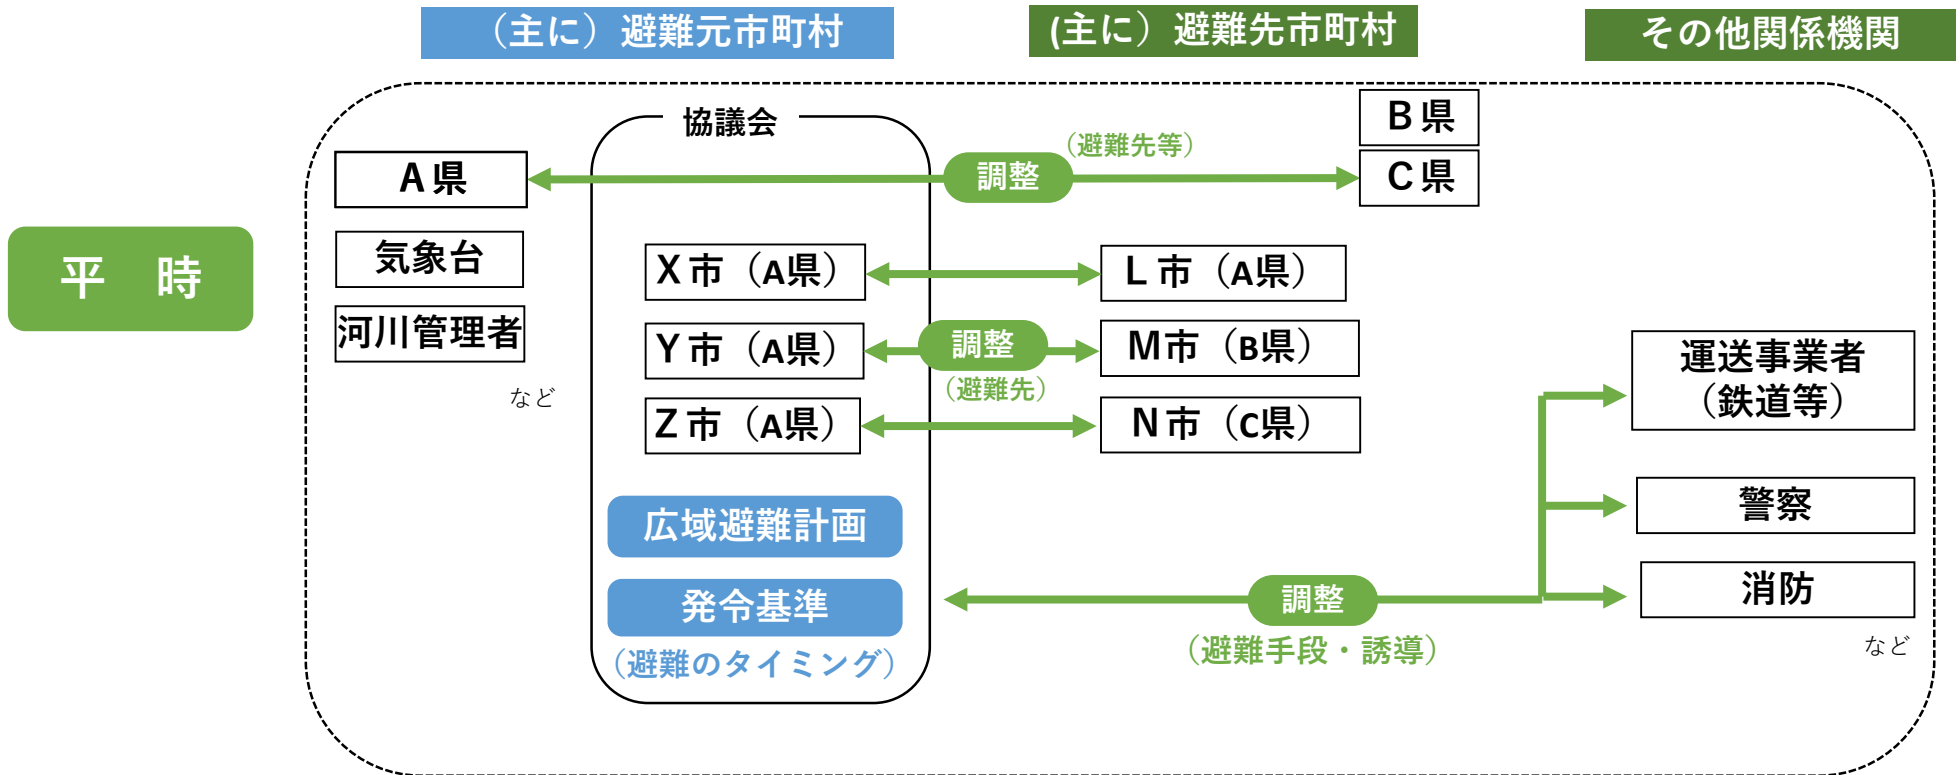 （主に）避難元市町村
(主に）避難先市町村
その他関係機関
平　時
協議会
Ａ県
気象台
河川管理者
など
（避難先等）
調整
Ｂ県
Ｃ県
Ｘ市（A県）
Ｙ市（A県）
Ｚ市（A県）
調整
（避難先）
Ｌ市（A県）
Ｍ市（B県）
Ｎ市（C県）
広域避難計画
発令基準
（避難のタイミング）
調整
（避難手段・誘導）
運送事業者
（鉄道等）
警察
消防
など